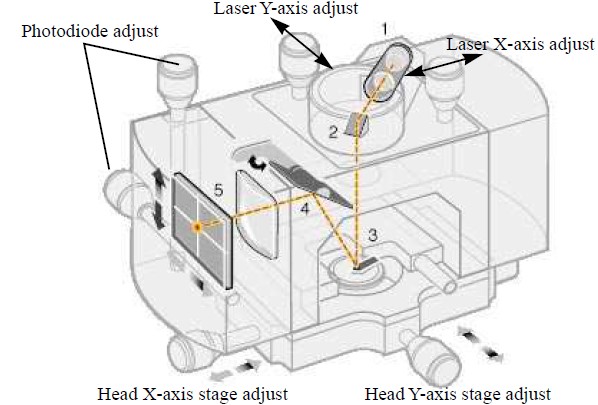 Laser Y-axis adjust
Photodiode adjust
1
Laser X-axis adjust
2
5
4
3
Head X-axis stage adjust
Head Y-axis stage adjust